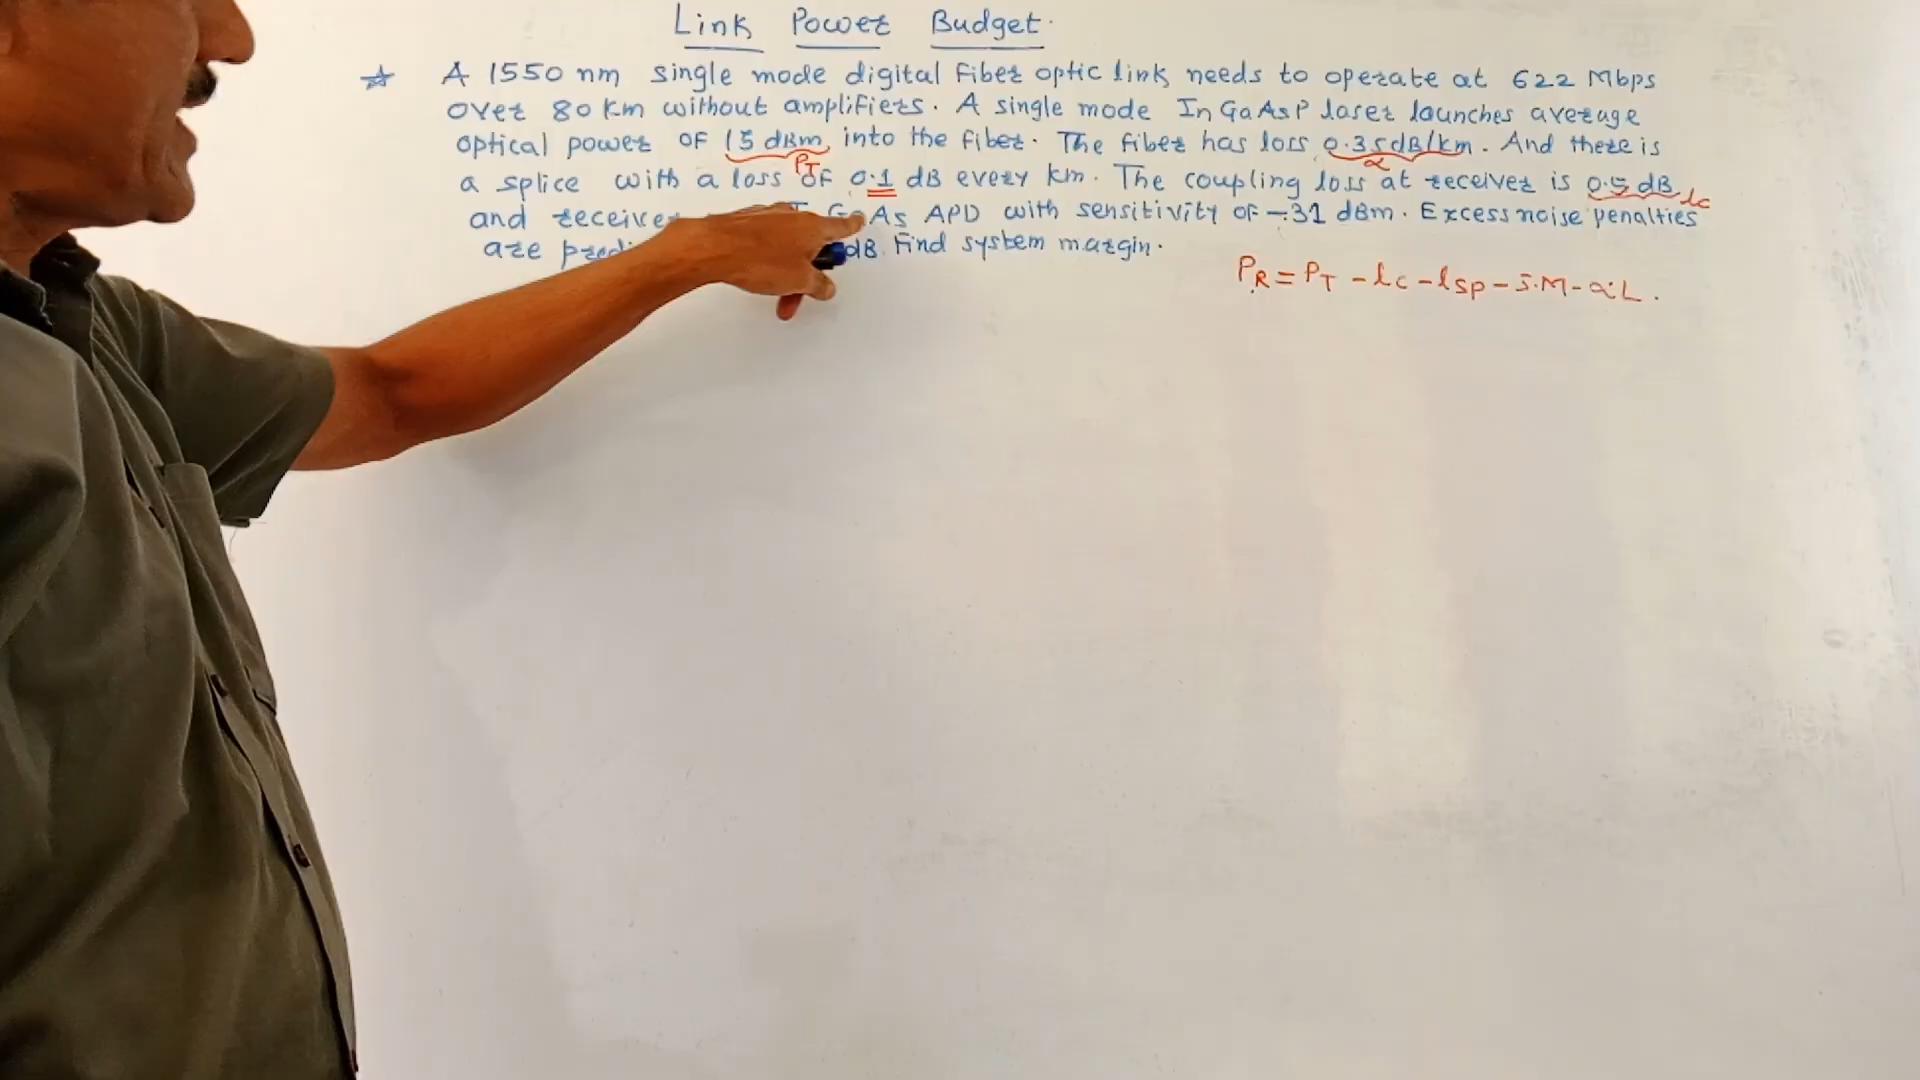 Link Power Budget.
☆ A 1550 nm single mode digital fiber optic link needs to operate at 622 Mbps
over 80 km without amplifiers. A single mode InGaAsP laser launches average
optical power of 15 dBm into the fiber. The fiber has loss 0.35dB/km. And there is
PT α
a splice with a loss of 0.1 dB every km. The coupling loss at receiver is 0.5 dB lc
and receiver GaAs APD with sensitivity of -31 dBm. Excess noise penalties
are dB. Find system margin.
PR = PT - lc - lsp - S.M - α.L.